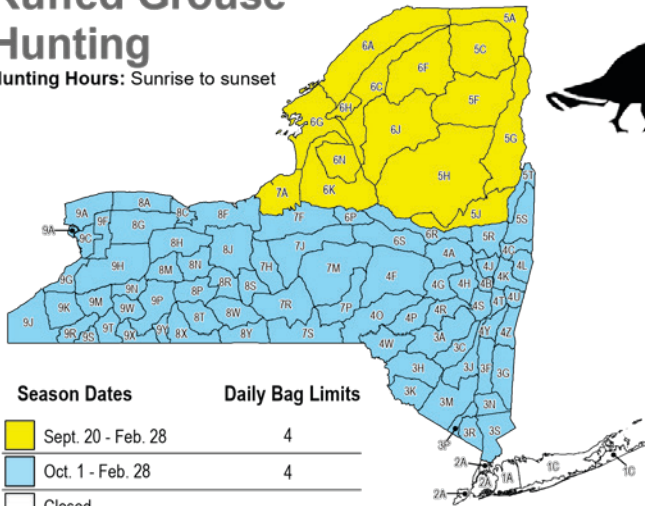 Ruffed Grouse
Hunting
Hunting Hours: Sunrise to sunset
5A
6A
5C
6F
6C
5F
6H
6G
6J
5G
6N
5H
7A
6K
5J
5T
9A
8A
9F
8C
8F
7F
6P
6R
5R
5S
9A
9C
8G
8H
8J
7J
6S
4A
4C
9G
9H
8M
8N
7H
7M
4F
4J
4L
8R
8S
4G
4H
4B
4K
9J
9K
9M
9N
9W
9P
8P
8T
8W
7R
7P
4O
4P
4R
4S
4T
4U
9R
9S
9T
9X
9Y
8X
8Y
7S
4W
3A
3C
4Y
4Z
3H
3J
3F
3G
3K
3M
3N
3P
3R
3S
2A
2A
2A
1A
1C
1C
Season Dates Daily Bag Limits
Sept. 20 - Feb. 28 4
Oct. 1 - Feb. 28 4
Closed